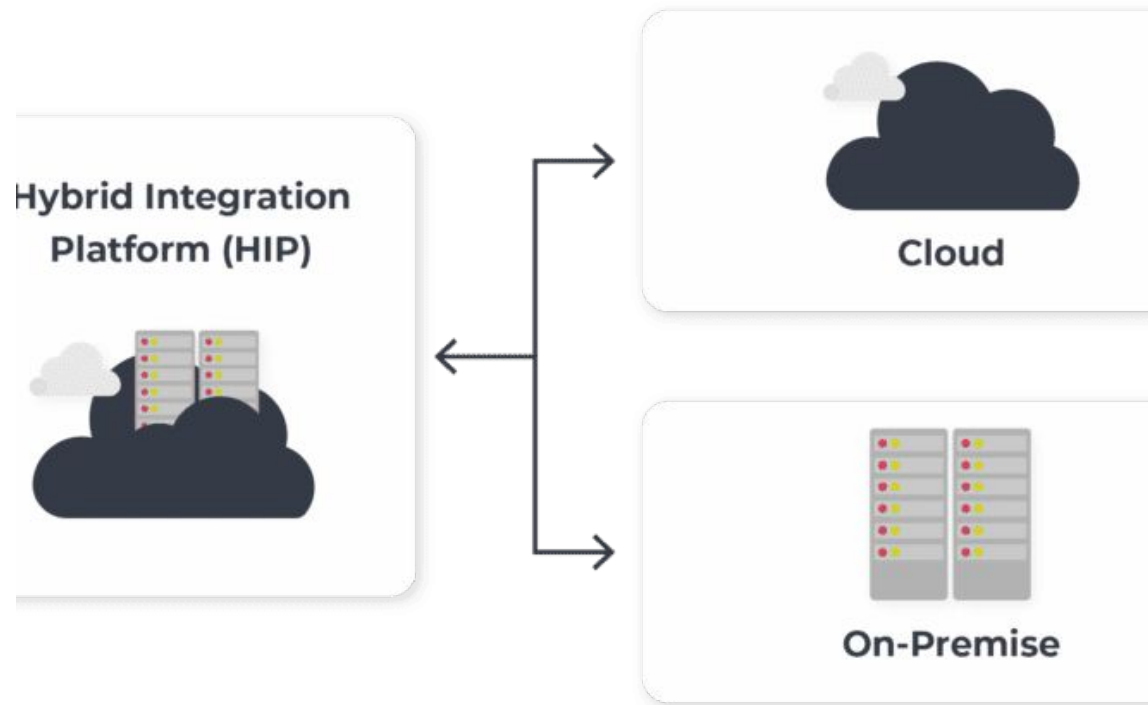 Hybrid Integration
Platform (HIP)
Cloud
On-Premise